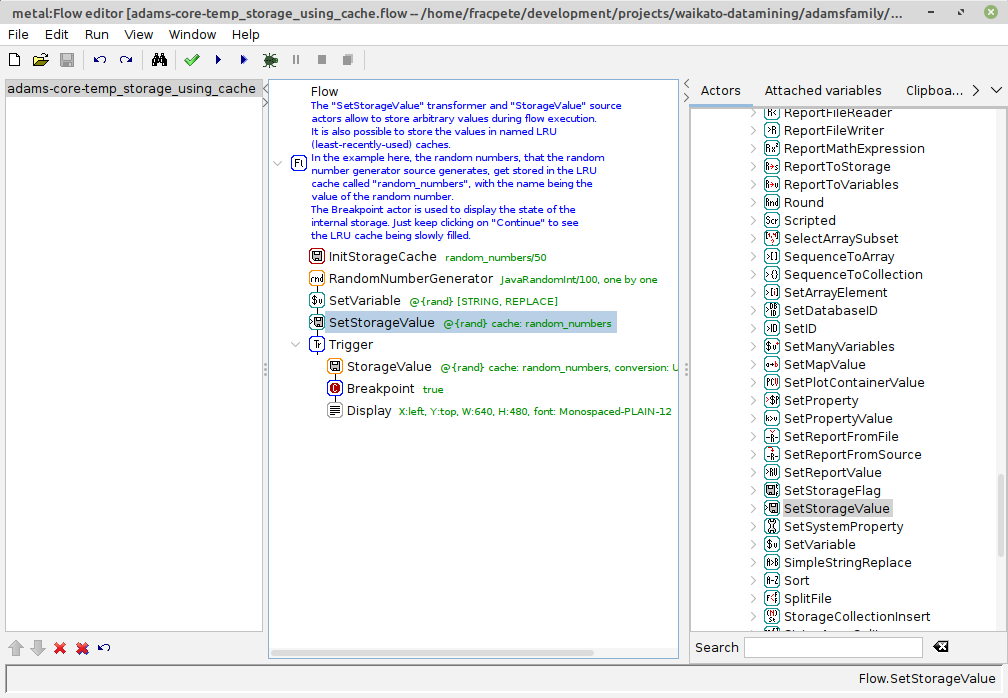 metal:Flow editor [adams-core-temp_storage_using_cache.flow -- /home/fracpete/development/projects/waikato-datamining/adamsfamily/...
File Edit Run View Window Help
adams-core-temp_storage_using_cache
Flow
The "SetStorageValue" transformer and "StorageValue" source
actors allow to store arbitrary values during flow execution.
It is also possible to store the values in named LRU
(least-recently-used) caches.
In the example here, the random numbers, that the random
number generator source generates, get stored in the LRU
cache called "random_numbers", with the name being the
value of the random number.
The Breakpoint actor is used to display the state of the
internal storage. Just keep clicking on "Continue" to see
the LRU cache being slowly filled.
InitStorageCache random_numbers/50
RandomNumberGenerator JavaRandomInt/100, one by one
SetVariable @{rand} [STRING, REPLACE]
SetStorageValue @{rand} cache: random_numbers
Trigger
StorageValue @{rand} cache: random_numbers, conversion: U
Breakpoint true
Display X:left, Y:top, W:640, H:480, font: Monospaced-PLAIN-12
Actors Attached variables Clipboa...
ReportFileReader
ReportFileWriter
ReportMathExpression
ReportToStorage
ReportToVariables
Round
Scripted
SelectArraySubset
SequenceToArray
SequenceToCollection
SetArrayElement
SetDatabaseID
SetID
SetManyVariables
SetMapValue
SetPlotContainerValue
SetProperty
SetPropertyValue
SetReportFromFile
SetReportFromSource
SetReportValue
SetStorageFlag
SetStorageValue
SetSystemProperty
SetVariable
SimpleStringReplace
Sort
SplitFile
StorageCollectionInsert
Search
Flow.SetStorageValue